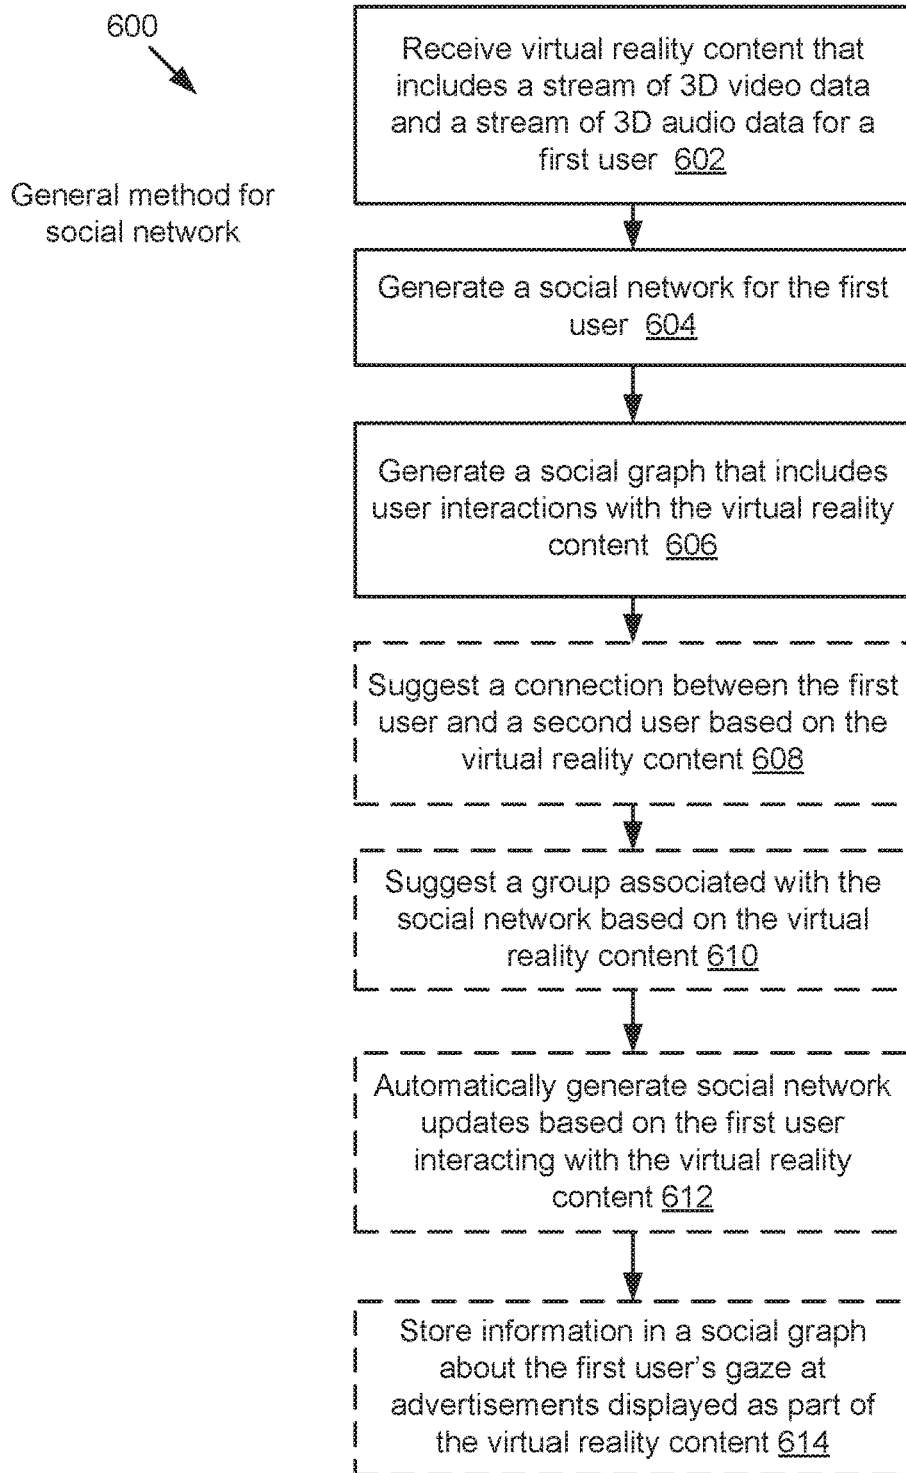 600
General method for
social network
Receive virtual reality content that
includes a stream of 3D video data
and a stream of 3D audio data for a
first user 602
Generate a social network for the first
user 604
Generate a social graph that includes
user interactions with the virtual reality
content 606
Suggest a connection between the first
user and a second user based on the
virtual reality content 608
Suggest a group associated with the
social network based on the virtual
reality content 610
Automatically generate social network
updates based on the first user
interacting with the virtual reality
content 612
Store information in a social graph
about the first user's gaze at
advertisements displayed as part of
the virtual reality content 614